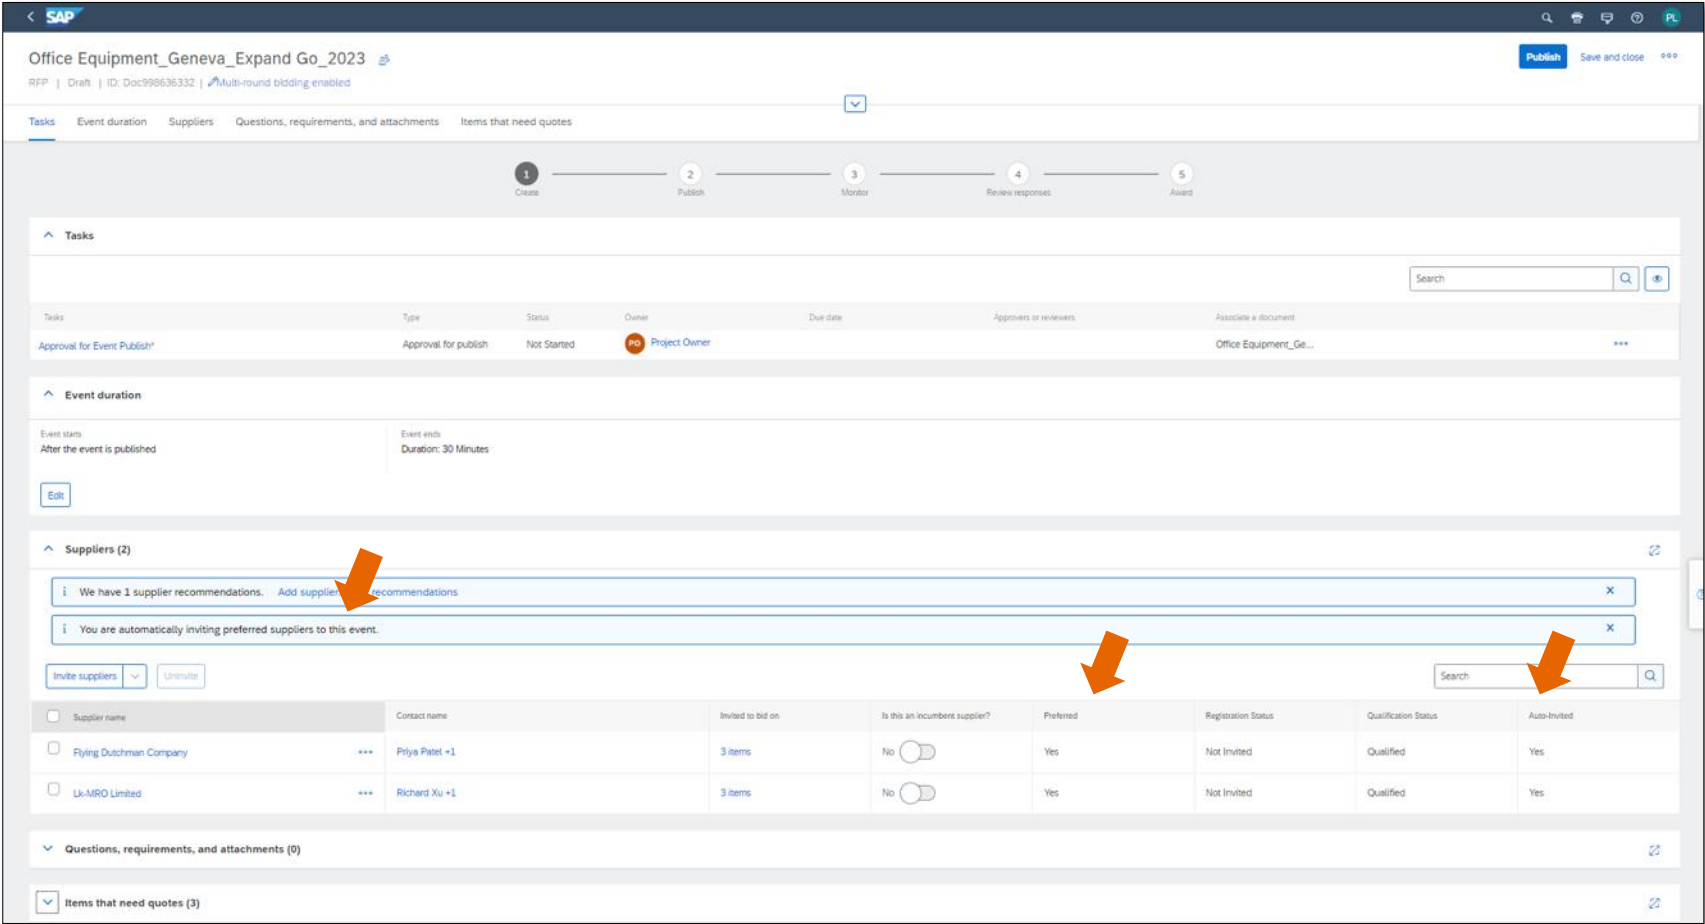 SAP
PL
Office Equipment_Geneva_Expand Go_2023
Publish
Save and close
RFP | Draft | ID: Doc998636332 | Multi-round bidding enabled
Tasks Event duration Suppliers Questions, requirements, and attachments Items that need quotes
1 2 3 4 5
Create Publish Monitor Review responses Award
Tasks
Search
Tasks Type Status Owner Due date Approvers or reviewers Associate a document
Approval for Event Publish* Approval for publish Not Started PO Project Owner Office Equipment_Ge...
Event duration
Event starts Event ends
After the event is published Duration: 30 Minutes
Edit
Suppliers (2)
i We have 1 supplier recommendations. Add supplier recommendations
i You are automatically inviting preferred suppliers to this event.
Invite suppliers Uninvite Search
Supplier name Contact name Invited to bid on Is this an incumbent supplier? Preferred Registration Status Qualification Status Auto-Invited
Flying Dutchman Company Priya Patel +1 3 items No Yes Not Invited Qualified Yes
Lk-MRO Limited Richard Xu +1 3 items No Yes Not Invited Qualified Yes
Questions, requirements, and attachments (0)
Items that need quotes (3)